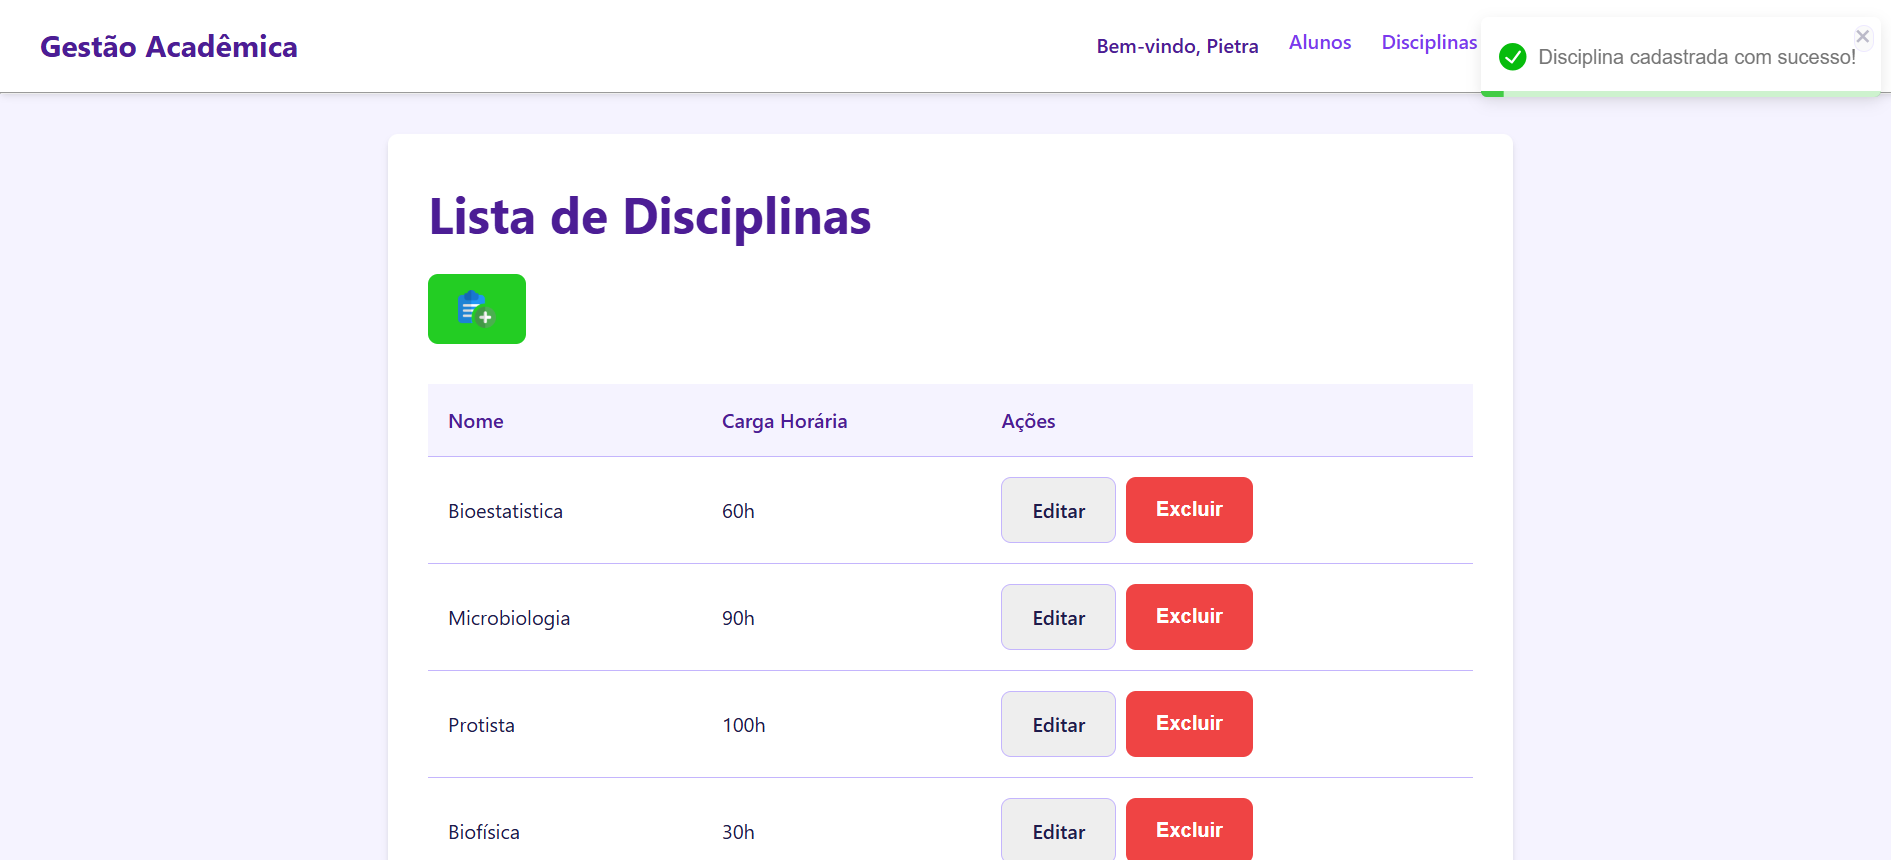 Gestão Acadêmica
Bem-vindo, Pietra Alunos Disciplinas
Disciplina cadastrada com sucesso!
Lista de Disciplinas
Nome Carga Horária Ações
Bioestatistica 60h Editar Excluir
Microbiologia 90h Editar Excluir
Protista 100h Editar Excluir
Biofísica 30h Editar Excluir